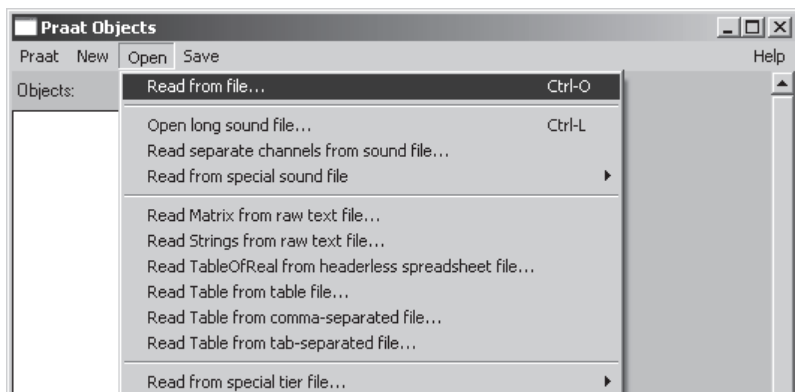 Praat Objects
Praat New Open Save Help
Objects:
Read from file... Ctrl-O
Open long sound file... Ctrl-L
Read separate channels from sound file...
Read from special sound file
Read Matrix from raw text file...
Read Strings from raw text file...
Read TableOfReal from headerless spreadsheet file...
Read Table from table file...
Read Table from comma-separated file...
Read Table from tab-separated file...
Read from special tier file...